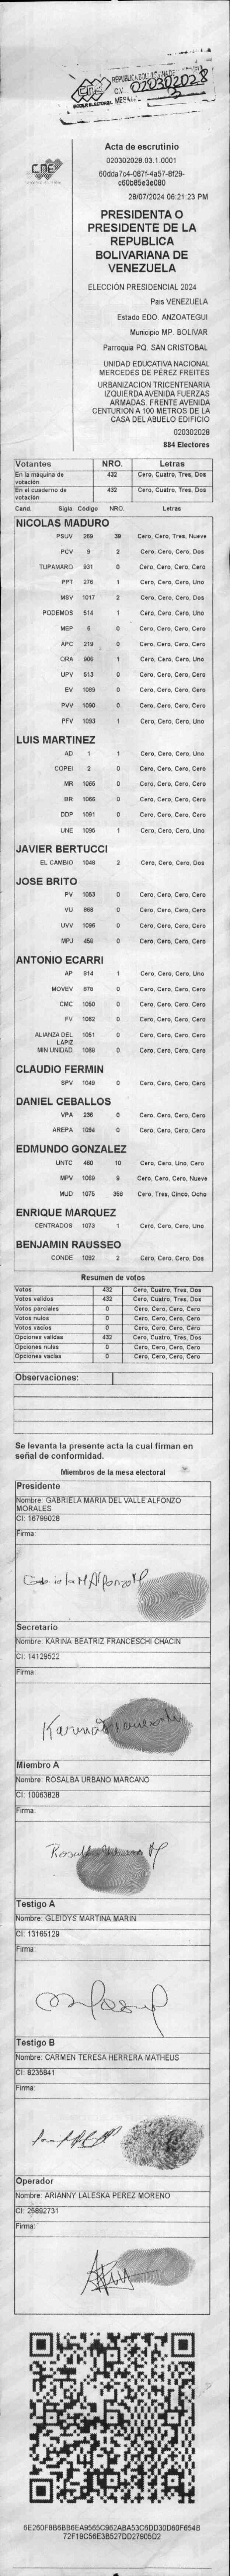 REPUBLICA BOLIVARIANA DE
C.V. 020302028
CNE
PODER ELECTORAL MESA
Acta de escrutinio
020302028.03.1.0001
CNE
60dda7c4-087f-4a57-8f29-
c60b85e3e080
28/07/2024 06:21:23 PM
PRESIDENTA O
PRESIDENTE DE LA
REPUBLICA
BOLIVARIANA DE
VENEZUELA
ELECCIÓN PRESIDENCIAL 2024
Pais VENEZUELA
Estado EDO. ANZOATEGUI
Municipio MP. BOLIVAR
Parroquia PQ. SAN CRISTOBAL
UNIDAD EDUCATIVA NACIONAL
MERCEDES DE PÉREZ FREITES
URBANIZACION TRICENTENARIA
IZQUIERDA AVENIDA FUERZAS
ARMADAS. FRENTE AVENIDA
CENTURION A 100 METROS DE LA
CASA DEL ABUELO EDIFICIO
020302028
884 Electores
Votantes NRO. Letras
En la maquina de votación 432 Cero, Cuatro, Tres, Dos
En el cuaderno de votación 432 Cero, Cuatro, Tres, Dos
Cand. Sigla Codigo NRO. Letras
NICOLAS MADURO
PSUV 269 39 Cero, Cero, Tres, Nueve
PCV 9 2 Cero, Cero, Cero, Dos
TUPAMARO 931 0 Cero, Cero, Cero, Cero
PPT 276 1 Cero, Cero, Cero, Uno
MSV 1017 2 Cero, Cero, Cero, Dos
PODEMOS 514 1 Cero, Cero, Cero, Uno
MEP 6 0 Cero, Cero, Cero, Cero
APC 219 0 Cero, Cero, Cero, Cero
ORA 906 1 Cero, Cero, Cero, Uno
UPV 513 0 Cero, Cero, Cero, Cero
EV 1089 0 Cero, Cero, Cero, Cero
PVV 1090 0 Cero, Cero, Cero, Cero
PFV 1093 1 Cero, Cero, Cero, Uno
LUIS MARTINEZ
AD 1 1 Cero, Cero, Cero, Uno
COPEI 2 0 Cero, Cero, Cero, Cero
MR 1065 0 Cero, Cero, Cero, Cero
BR 1066 0 Cero, Cero, Cero, Cero
DDP 1091 0 Cero, Cero, Cero, Cero
UNE 1095 1 Cero, Cero, Cero, Uno
JAVIER BERTUCCI
EL CAMBIO 1048 2 Cero, Cero, Cero, Dos
JOSE BRITO
PV 1053 0 Cero, Cero, Cero, Cero
VU 868 0 Cero, Cero, Cero, Cero
UVV 1096 0 Cero, Cero, Cero, Cero
MPJ 459 0 Cero, Cero, Cero, Cero
ANTONIO ECARRI
AP 914 1 Cero, Cero, Cero, Uno
MOVEV 878 0 Cero, Cero, Cero, Cero
CMC 1050 0 Cero, Cero, Cero, Cero
FV 1062 0 Cero, Cero, Cero, Cero
ALIANZA DEL LAPIZ 1051 0 Cero, Cero, Cero, Cero
MIN UNIDAD 1068 0 Cero, Cero, Cero, Cero
CLAUDIO FERMIN
SPV 1049 0 Cero, Cero, Cero, Cero
DANIEL CEBALLOS
VPA 236 0 Cero, Cero, Cero, Cero
AREPA 1094 0 Cero, Cero, Cero, Cero
EDMUNDO GONZALEZ
UNTC 460 10 Cero, Cero, Uno, Cero
MPV 1069 9 Cero, Cero, Cero, Nueve
MUD 1075 358 Cero, Tres, Cinco, Ocho
ENRIQUE MARQUEZ
CENTRADOS 1073 1 Cero, Cero, Cero, Uno
BENJAMIN RAUSSEO
CONDE 1092 2 Cero, Cero, Cero, Dos
Resumen de votos
Votos 432 Cero, Cuatro, Tres, Dos
Votos validos 432 Cero, Cuatro, Tres, Dos
Votos parciales 0 Cero, Cero, Cero, Cero
Votos nulos 0 Cero, Cero, Cero, Cero
Votos vacios 0 Cero, Cero, Cero, Cero
Opciones validas 432 Cero, Cuatro, Tres, Dos
Opciones nulas 0 Cero, Cero, Cero, Cero
Opciones vacias 0 Cero, Cero, Cero, Cero
Observaciones:
Se levanta la presente acta la cual firman en
señal de conformidad.
Miembros de la mesa electoral
Presidente
Nombre: GABRIELA MARIA DEL VALLE ALFONZO
MORALES
CI: 16799028
Firma:
Gabriela M Alfonzo M
Secretario
Nombre: KARINA BEATRIZ FRANCESCHI CHACIN
CI: 14129522
Firma:
Karina Franceschi
Miembro A
Nombre: ROSALBA URBANO MARCANO
CI: 10063828
Firma:
Rosalba Urbano M
Testigo A
Nombre: GLEIDYS MARTINA MARIN
CI: 13165129
Firma:
Testigo B
Nombre: CARMEN TERESA HERRERA MATHEUS
CI: 8235841
Firma:
Operador
Nombre: ARIANNY LALESKA PEREZ MORENO
CI: 25692731
Firma:
6E260F8B6BB6EA9565C962ABA53C6DD30D60F654B
72F19C56E3B527DD27905D2